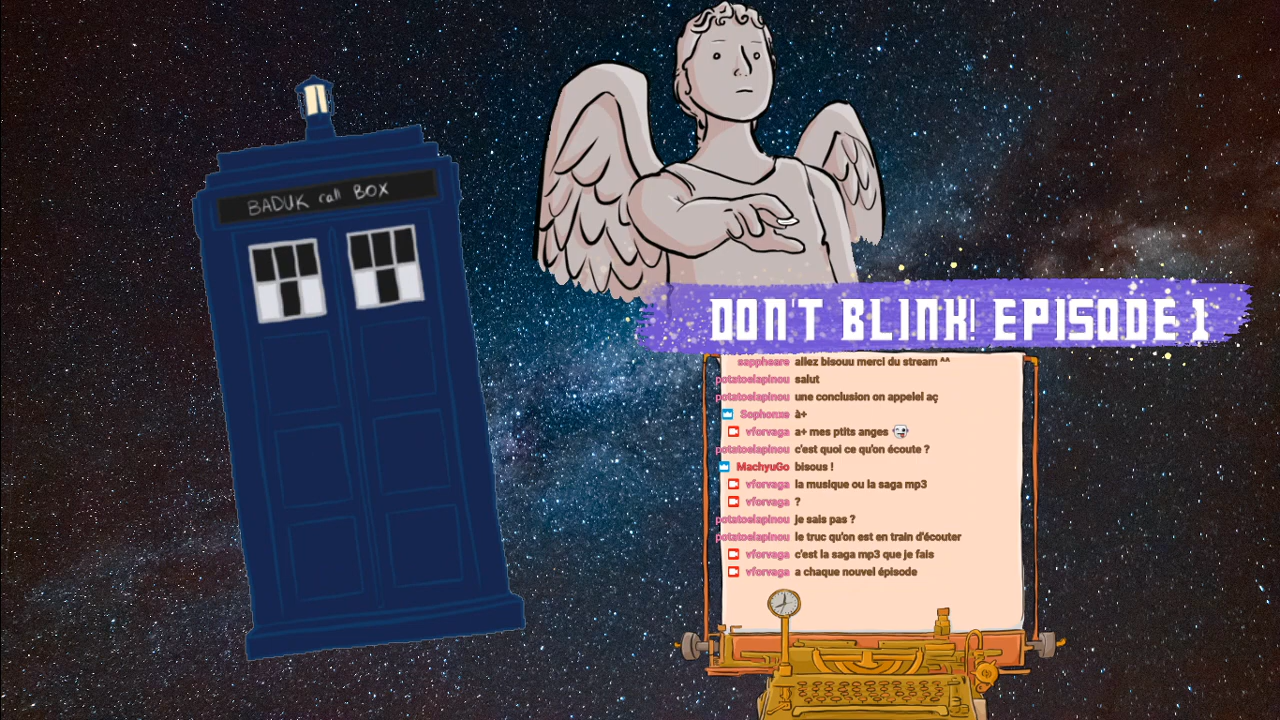 BADUK call BOX
DON'T BLINK! EPISODE 1
sappheare allez bisouu merci du stream ^^
potatoelapinou salut
potatoelapinou une conclusion on appelel aç
Sophonxe à+
vforvaga a+ mes ptits anges
potatoelapinou c'est quoi ce qu'on écoute ?
MachyuGo bisous !
vforvaga la musique ou la saga mp3
vforvaga ?
potatoelapinou je sais pas ?
potatoelapinou le truc qu'on est en train d'écouter
vforvaga c'est la saga mp3 que je fais
vforvaga a chaque nouvel épisode